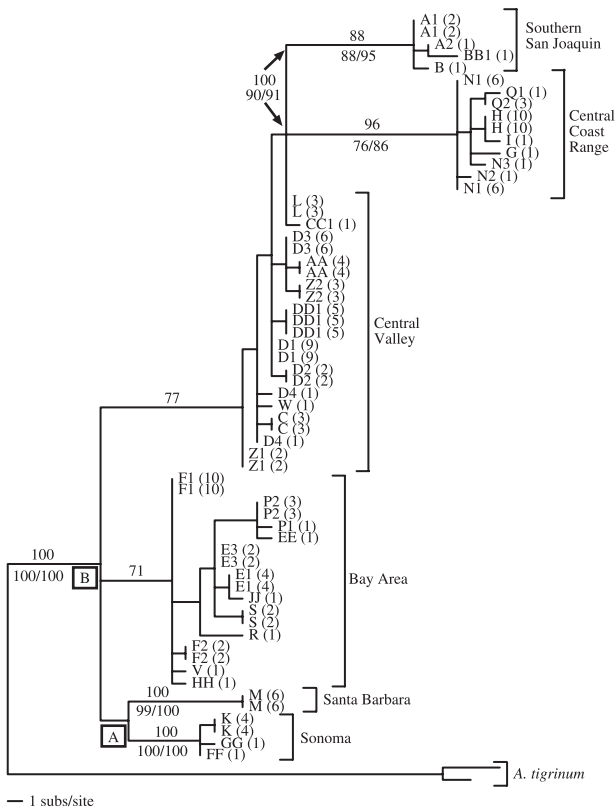 A1 (2)
A1 (2)
A2 (1)
BB1 (1)
B (1)
Southern
San Joaquin
88
88/95
100
90/91
N1 (6)
Q1 (1)
Q2 (3)
H (10)
H (10)
I (1)
G (1)
N3 (1)
N2 (1)
N1 (6)
Central
Coast
Range
96
76/86
L (3)
L (3)
CC1 (1)
D3 (6)
D3 (6)
AA (4)
AA (4)
Z2 (3)
Z2 (3)
DD1 (5)
DD1 (5)
DD1 (5)
D1 (9)
D1 (9)
D2 (2)
D2 (2)
D4 (1)
W (1)
C (3)
C (3)
D4 (1)
Z1 (2)
Z1 (2)
Central
Valley
77
F1 (10)
F1 (10)
P2 (3)
P2 (3)
P1 (1)
EE (1)
E3 (2)
E3 (2)
E1 (4)
E1 (4)
JJ (1)
S (2)
S (2)
R (1)
F2 (2)
F2 (2)
V (1)
HH (1)
Bay Area
71
100
100/100
B
100
99/100
M (6)
M (6)
Santa Barbara
A
100
100/100
K (4)
K (4)
GG (1)
FF (1)
Sonoma
A. tigrinum
1 subs/site